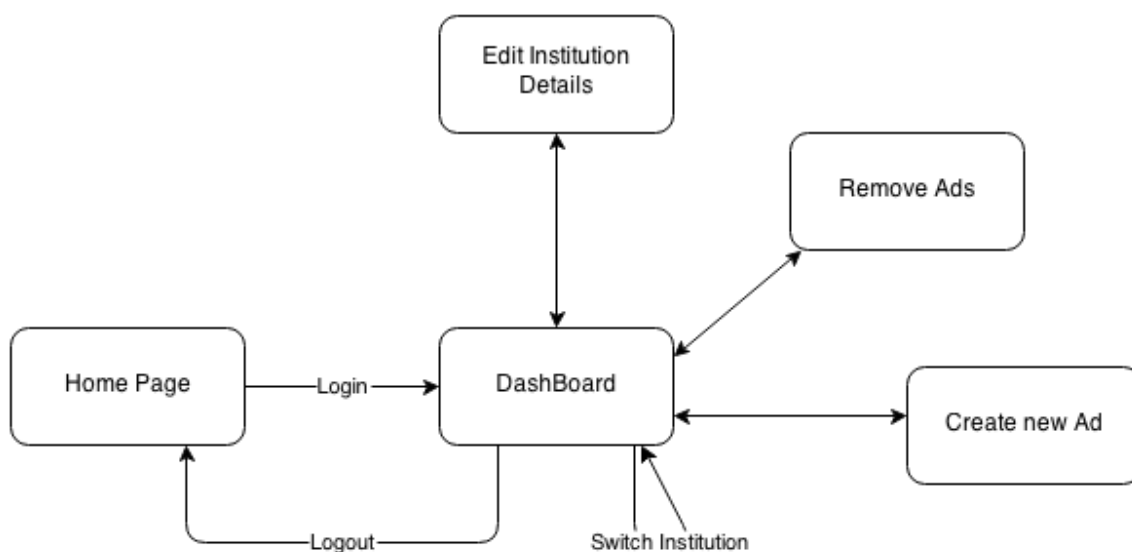 Edit Institution
Details
Remove Ads
Home Page
Login
DashBoard
Create new Ad
Logout
Switch Institution